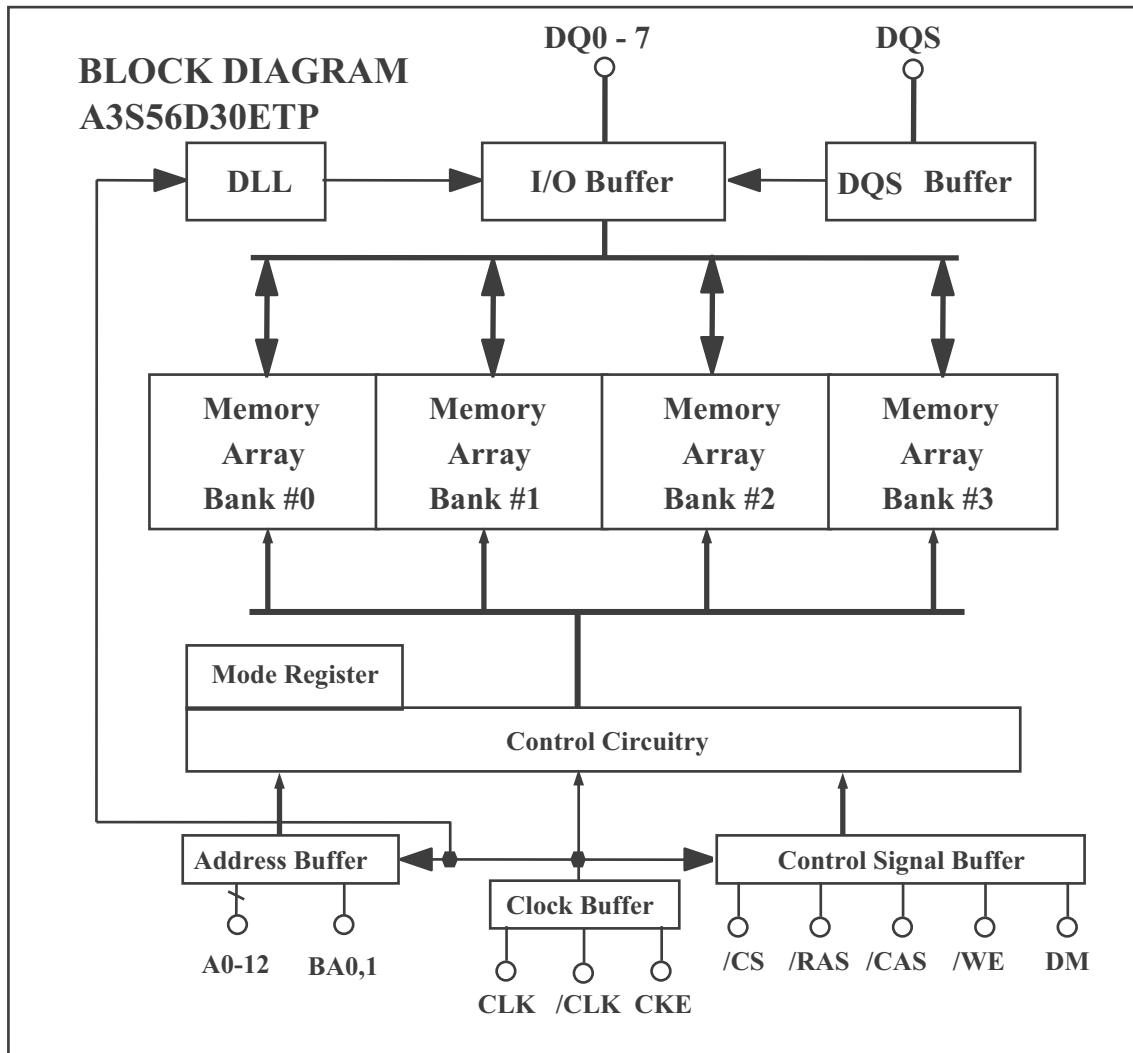 DQ0 - 7
DQS
BLOCK DIAGRAM
A3S56D30ETP
DLL
I/O Buffer
DQS Buffer
Memory
Array
Bank #0
Memory
Array
Bank #1
Memory
Array
Bank #2
Memory
Array
Bank #3
Mode Register
Control Circuitry
Address Buffer
Control Signal Buffer
Clock Buffer
A0-12
BA0,1
CLK
/CLK
CKE
/CS
/RAS
/CAS
/WE
DM